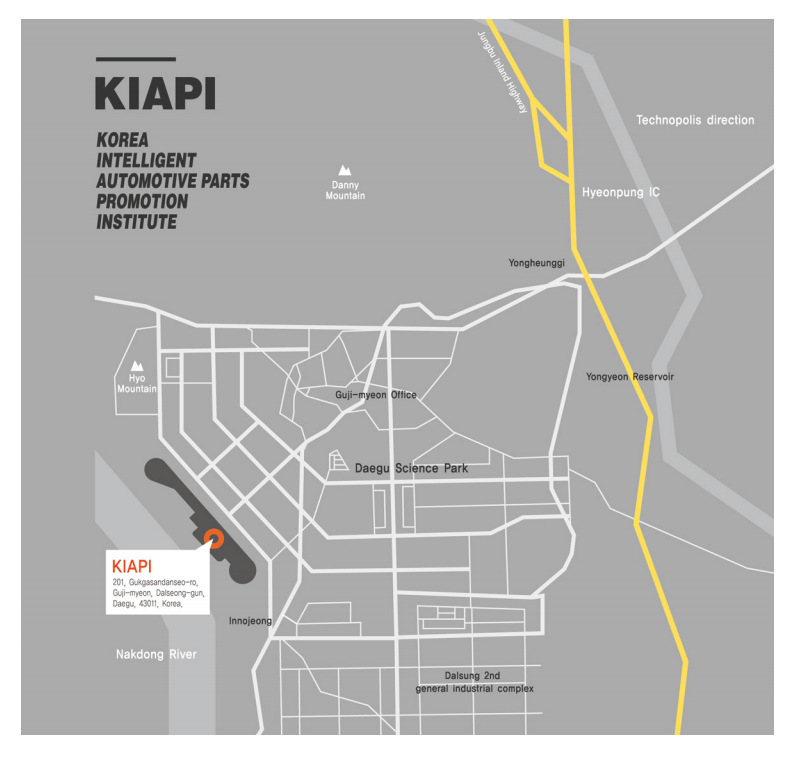 KIAPI
KOREA
INTELLIGENT
AUTOMOTIVE PARTS
PROMOTION
INSTITUTE
Jungbu Inland Highway
Technopolis direction
Danny
Mountain
Hyeonpung IC
Yongheunggi
Hyo
Mountain
Yongyeon Reservoir
Guji-myeon Office
Daegu Science Park
KIAPI
201, Gukgasandanseo-ro,
Guji-myeon, Dalseong-gun,
Daegu, 43011, Korea.
Innojeong
Nakdong River
Dalsung 2nd
general industrial complex